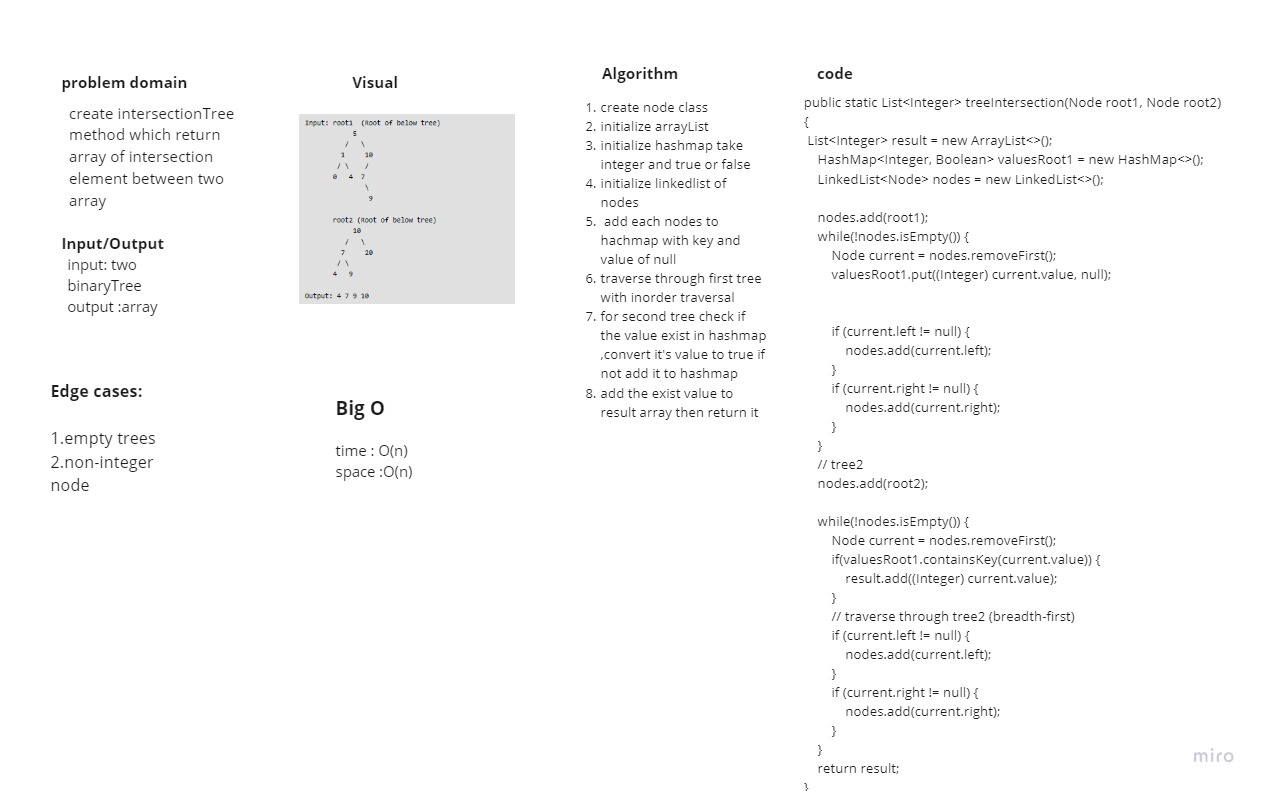 problem domain
create intersectionTree
method which return
array of intersection
element between two
array
Input/Output
input: two
binaryTree
output :array
Edge cases:
1.empty trees
2.non-integer
node
Visual
Input: root1  (Root of below tree)
5
/   \
1     10
/ \    /
0   4  7
\
9
root2 (Root of below tree)
10
/   \
7     20
/ \
4   9
Output: 4 7 9 10
Big O
time : O(n)
space :O(n)
Algorithm
1. create node class
2. initialize arrayList
3. initialize hashmap take
integer and true or false
4. initialize linkedlist of
nodes
5.  add each nodes to
hachmap with key and
value of null
6. traverse through first tree
with inorder traversal
7. for second tree check if
the value exist in hashmap
,convert it's value to true if
not add it to hashmap
8. add the exist value to
result array then return it
code
public static List<Integer> treeIntersection(Node root1, Node root2)
{
List<Integer> result = new ArrayList<>();
HashMap<Integer, Boolean> valuesRoot1 = new HashMap<>();
LinkedList<Node> nodes = new LinkedList<>();
nodes.add(root1);
while(!nodes.isEmpty()) {
Node current = nodes.removeFirst();
valuesRoot1.put((Integer) current.value, null);
if (current.left != null) {
nodes.add(current.left);
}
if (current.right != null) {
nodes.add(current.right);
}
}
// tree2
nodes.add(root2);
while(!nodes.isEmpty()) {
Node current = nodes.removeFirst();
if(valuesRoot1.containsKey(current.value)) {
result.add((Integer) current.value);
}
// traverse through tree2 (breadth-first)
if (current.left != null) {
nodes.add(current.left);
}
if (current.right != null) {
nodes.add(current.right);
}
}
return result;
}
miro